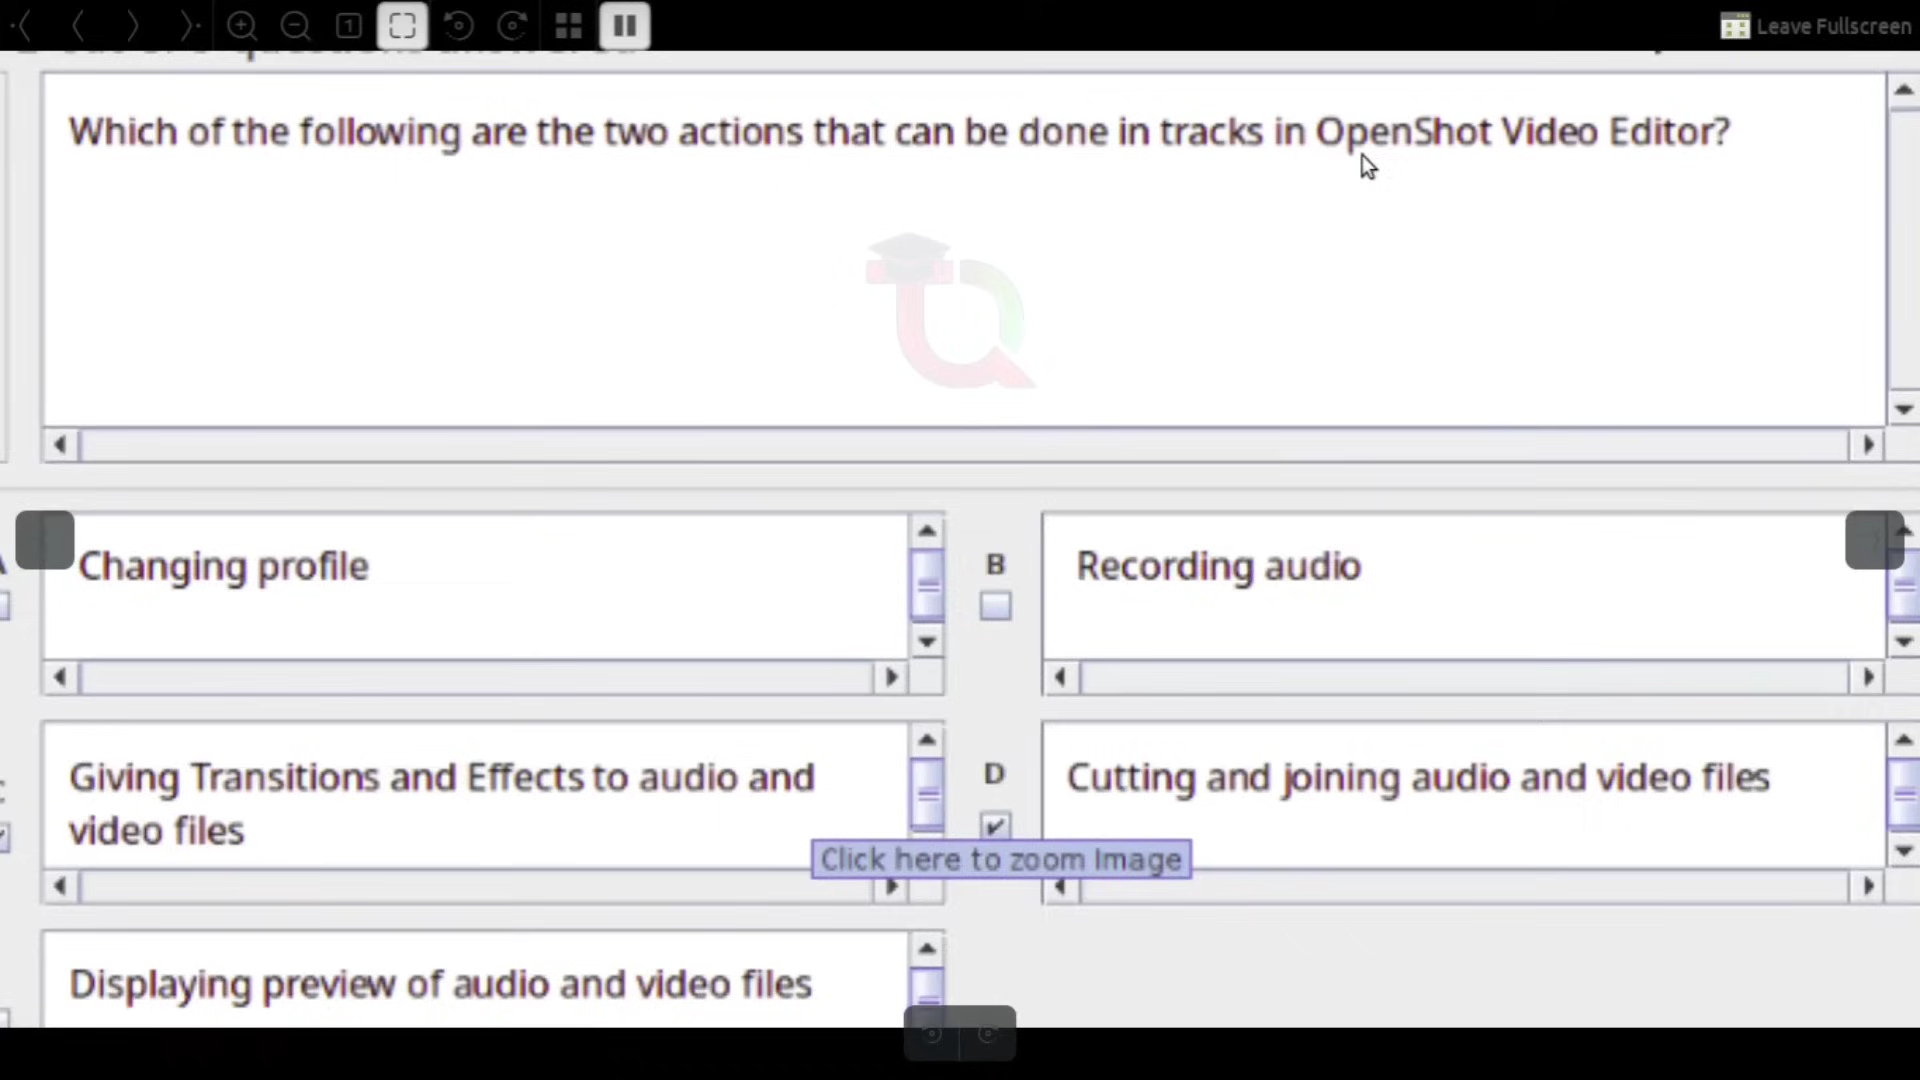 Leave Fullscreen
Which of the following are the two actions that can be done in tracks in OpenShot Video Editor?
Changing profile
B
Recording audio
Giving Transitions and Effects to audio and
video files
D
Cutting and joining audio and video files
Click here to zoom Image
Displaying preview of audio and video files